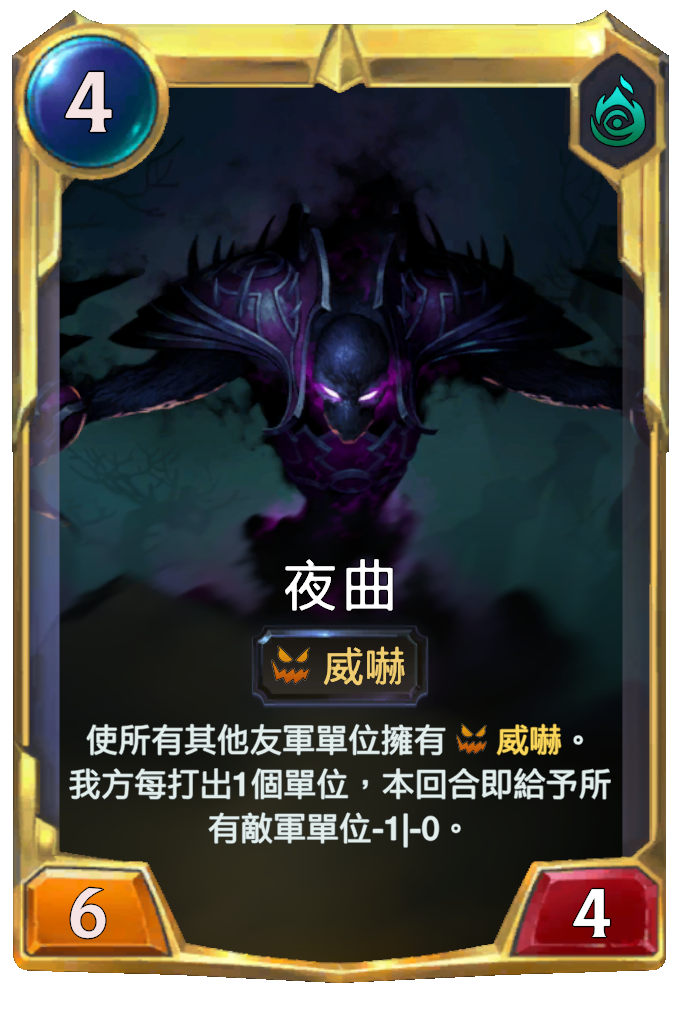 4
夜曲
威嚇
使所有其他友軍單位擁有 威嚇。
我方每打出1個單位，本回合即給予所
有敵軍單位-1|-0。
6
4